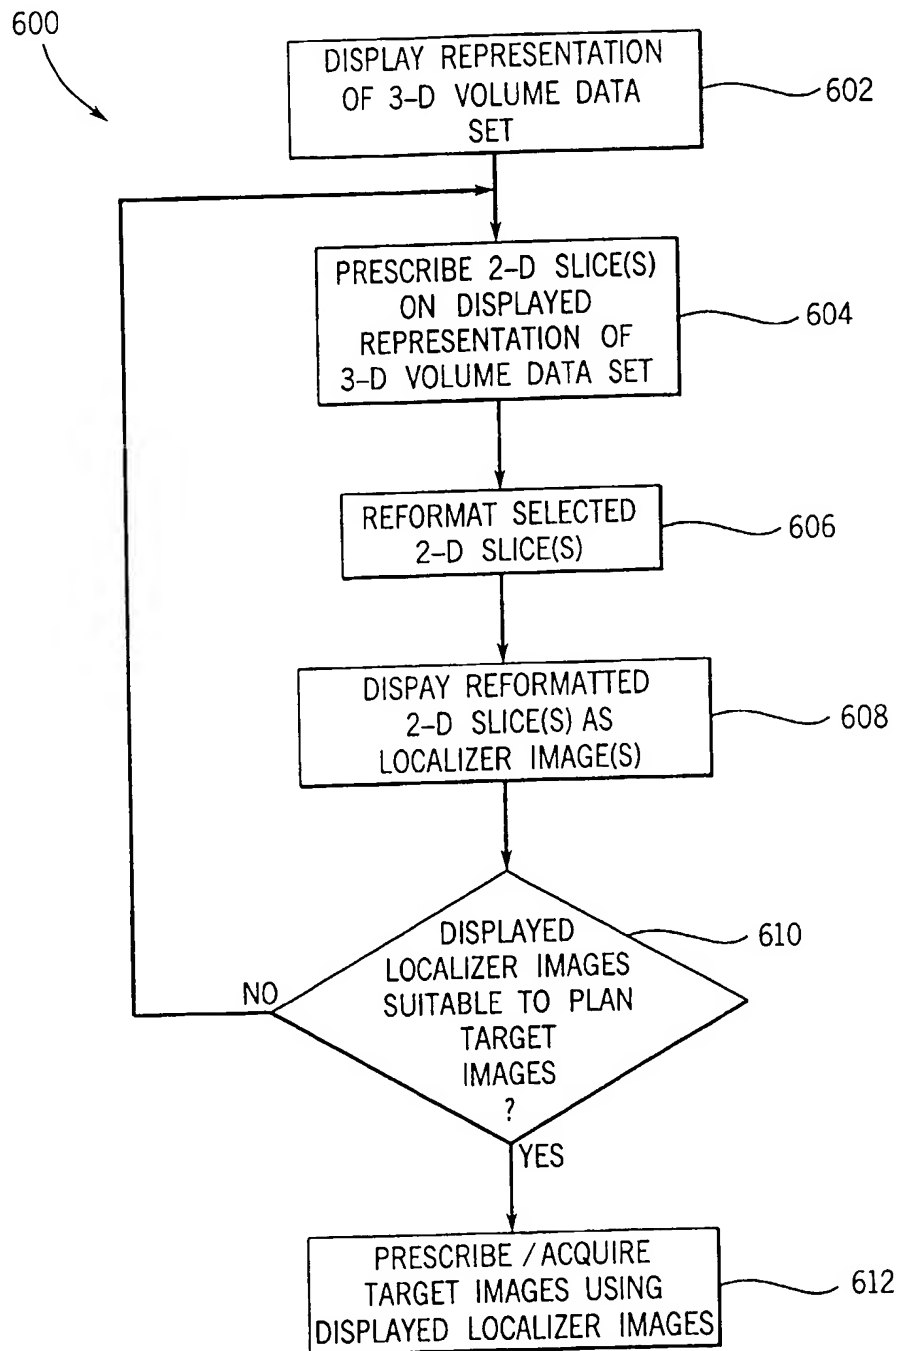 600
DISPLAY REPRESENTATION
OF 3-D VOLUME DATA
SET
602
PRESCRIBE 2-D SLICE(S)
ON DISPLAYED
REPRESENTATION OF
3-D VOLUME DATA SET
604
REFORMAT SELECTED
2-D SLICE(S)
606
DISPAY REFORMATTED
2-D SLICE(S) AS
LOCALIZER IMAGE(S)
608
DISPLAYED
LOCALIZER IMAGES
SUITABLE TO PLAN
TARGET
IMAGES
?
610
NO
YES
PRESCRIBE / ACQUIRE
TARGET IMAGES USING
DISPLAYED LOCALIZER IMAGES
612